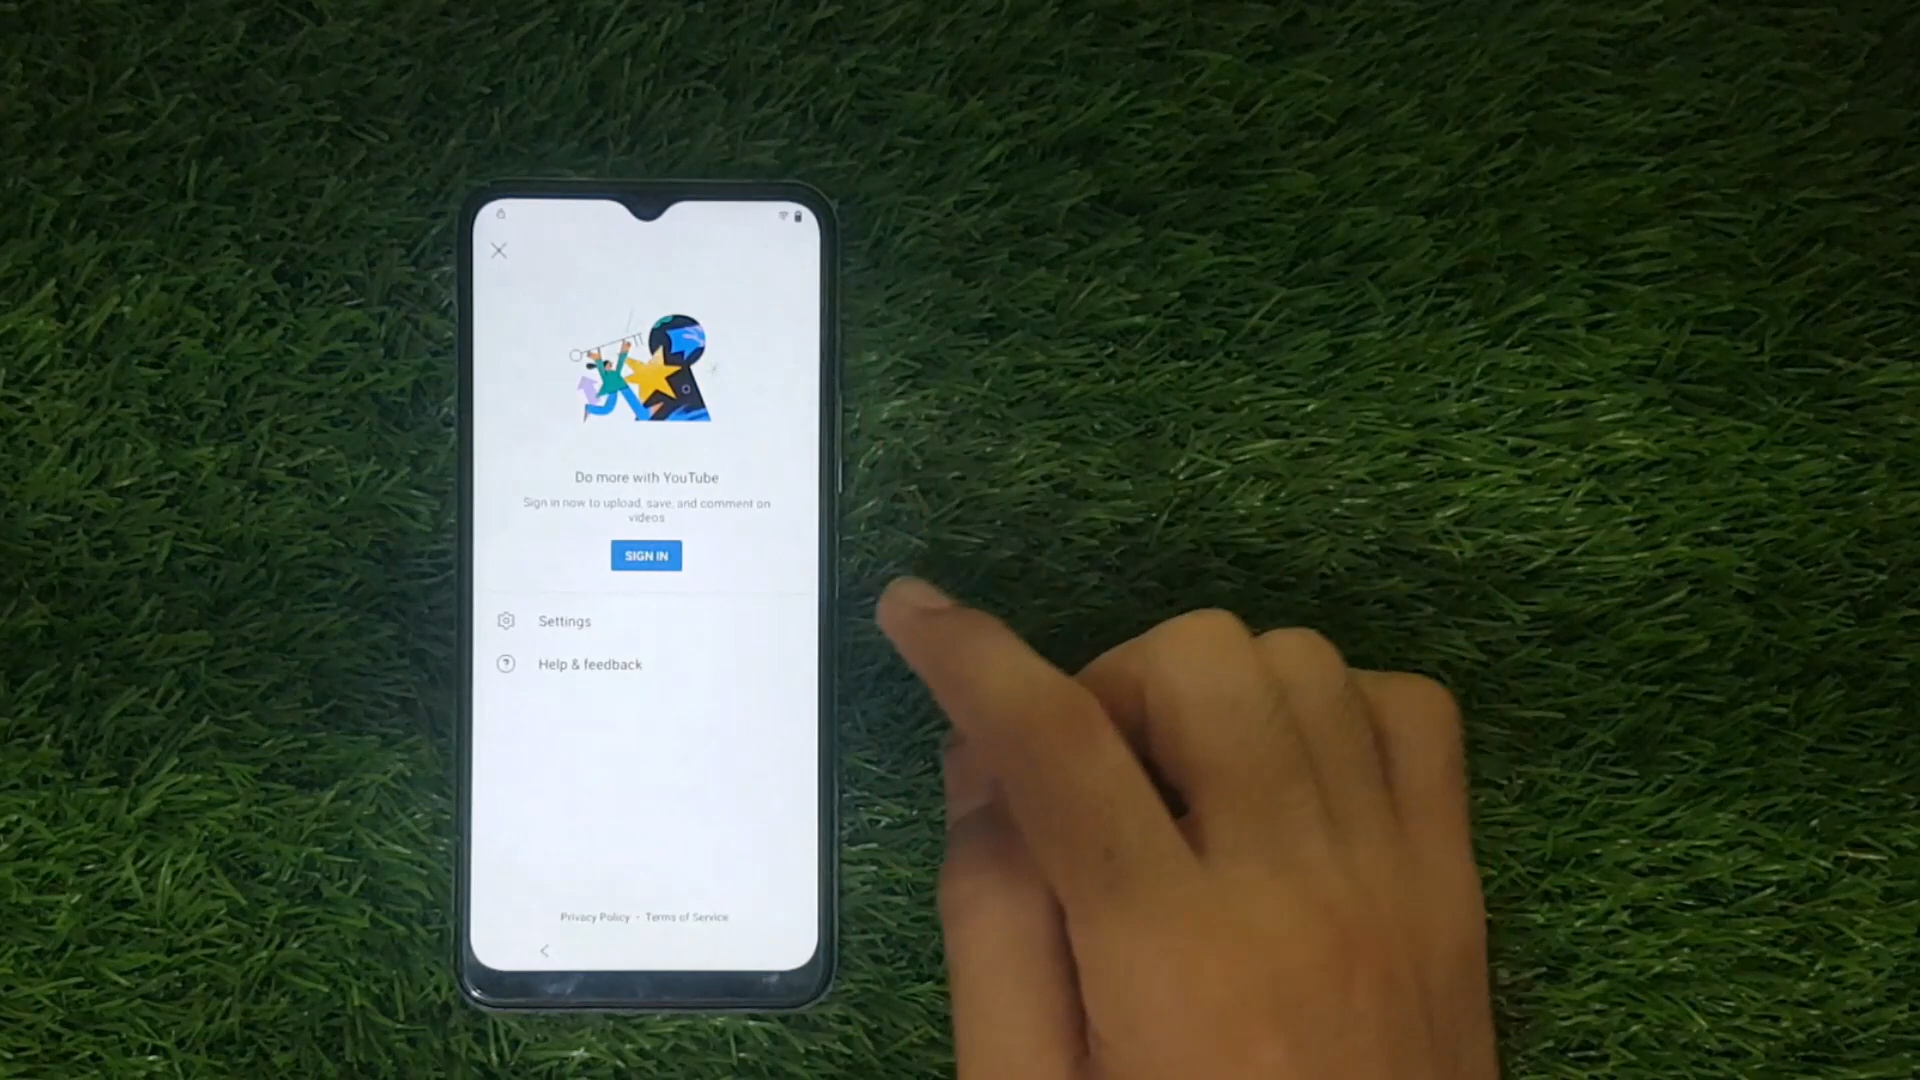 Do more with YouTube
Sign in now to upload, save, and comment on
videos
SIGN IN
Settings
Help & feedback
Privacy Policy • Terms of Service